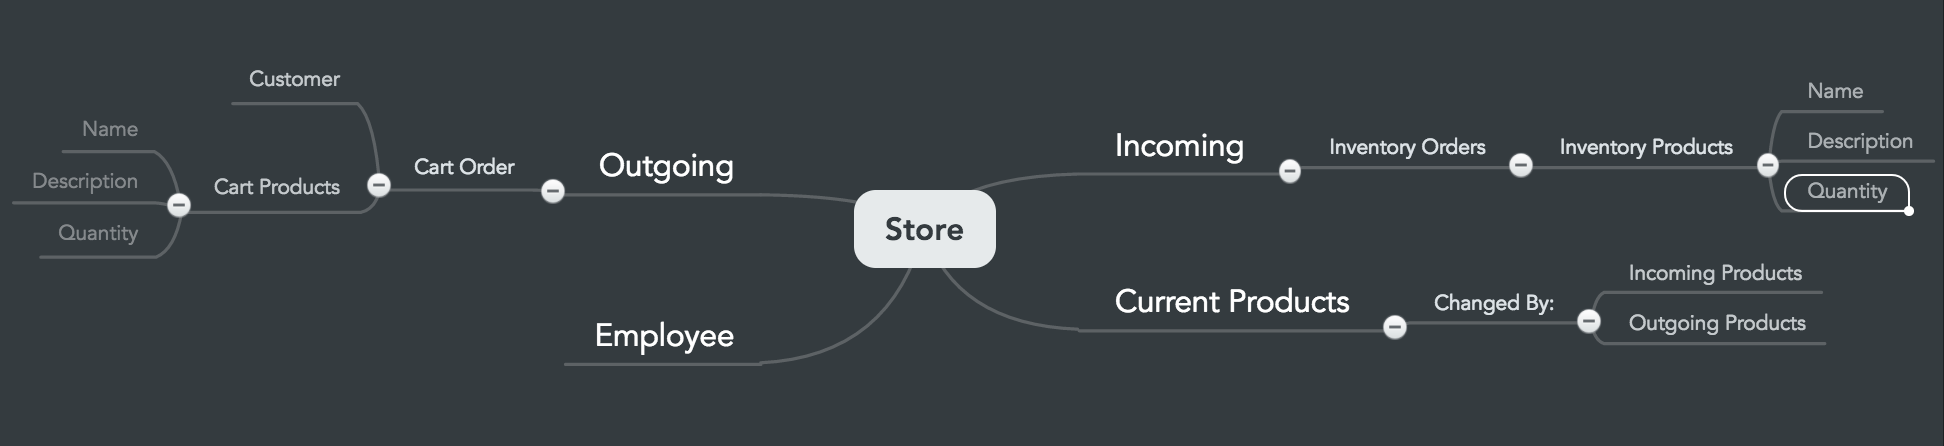 Customer
Name
Description
Quantity
Cart Products
Cart Order
Outgoing
Employee
Store
Incoming
Inventory Orders
Inventory Products
Name
Description
Quantity
Current Products
Changed By:
Incoming Products
Outgoing Products